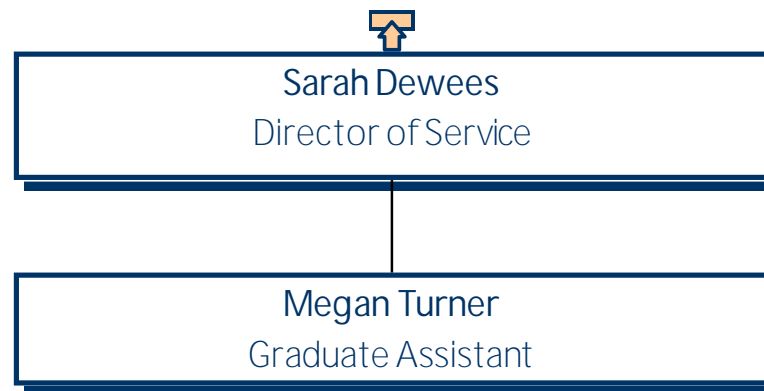 Sarah Dewees
Director of Service
Megan Turner
Graduate Assistant